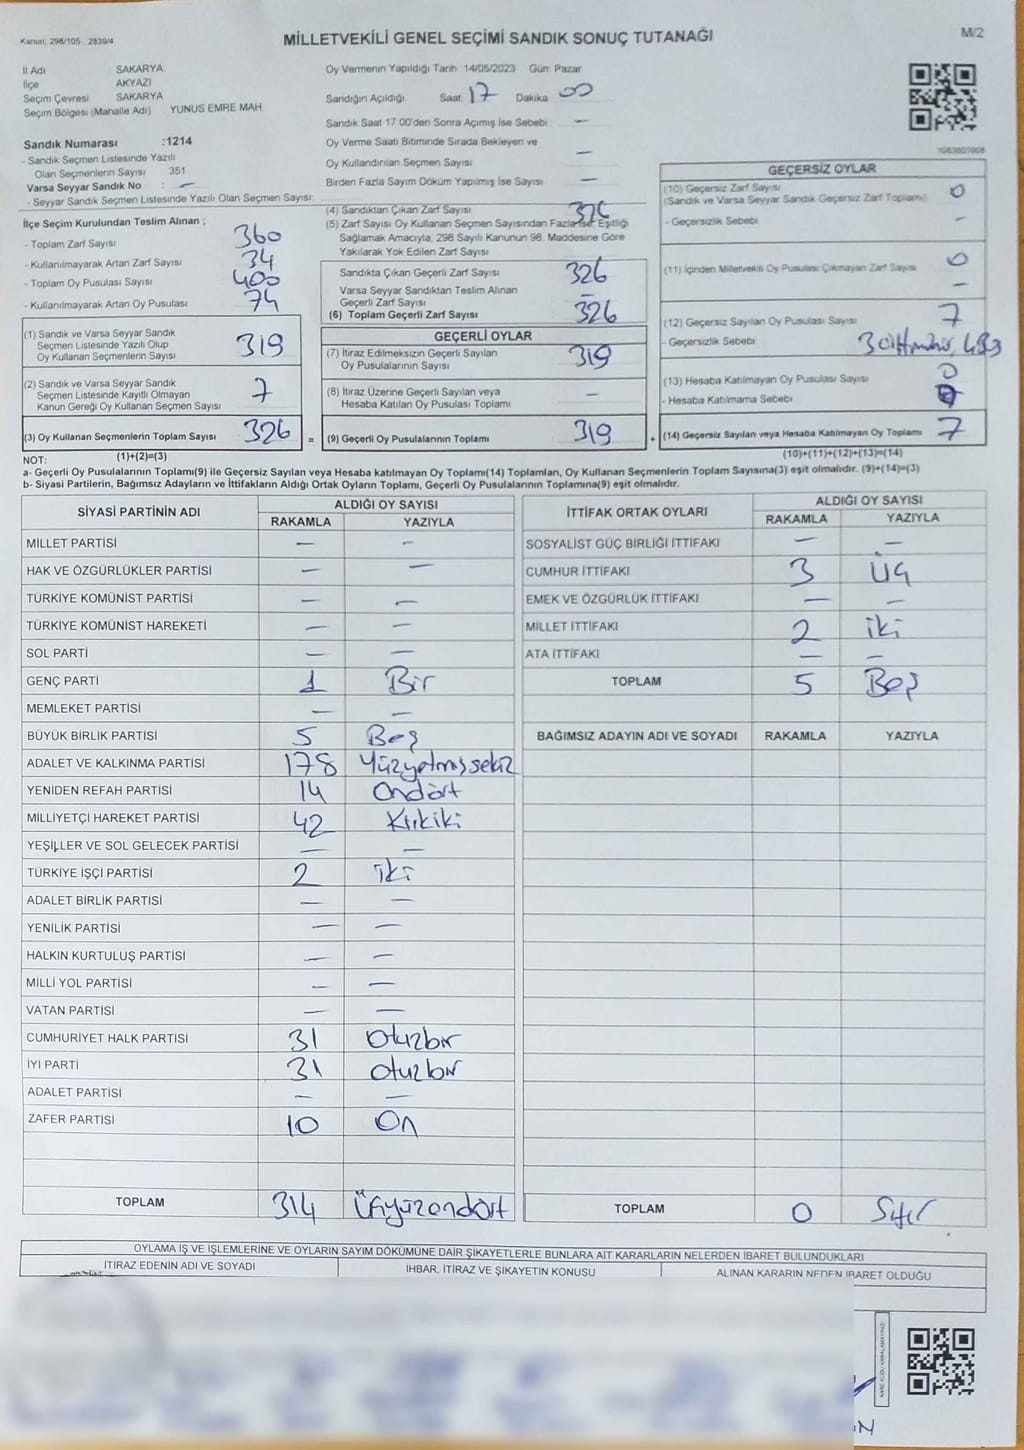 Kanun; 298/105 , 2839/4
MİLLETVEKİLİ GENEL SEÇİMİ SANDIK SONUÇ TUTANAĞI
M/2
İl Adı SAKARYA
İlçe AKYAZI
Seçim Çevresi SAKARYA
Seçim Bölgesi (Mahalle Adı) YUNUS EMRE MAH.
Oy Vermenin Yapıldığı Tarih 14/05/2023 Gün: Pazar
Sandığın Açıldığı Saat 17 Dakika 00
Sandık Saat 17 00'den Sonra Açımış İse Sebebi —
Sandık Numarası :1214
- Sandık Seçmen Listesinde Yazılı
Olan Seçmenlerin Sayısı 351
Varsa Seyyar Sandık No : —
- Seyyar Sandık Seçmen Listesinde Yazılı Olan Seçmen Sayısı:
Oy Verme Saati Bitiminde Sırada Bekleyen ve
Oy Kullandırılan Seçmen Sayısı —
Birden Fazla Sayım Döküm Yapılmış İse Sayısı —
İlçe Seçim Kurulundan Teslim Alınan ;
- Toplam Zarf Sayısı 360
- Kullanılmayarak Artan Zarf Sayısı 34
- Toplam Oy Pusulası Sayısı 400
- Kullanılmayarak Artan Oy Pusulası 74
(4) Sandıktan Çıkan Zarf Sayısı 326
(5) Zarf Sayısı Oy Kullanan Seçmen Sayısından Fazla ise, Eşitliği
Sağlamak Amacıyla, 298 Sayılı Kanunun 98. Maddesine Göre
Yakılarak Yok Edilen Zarf Sayısı
Sandıkta Çıkan Geçerli Zarf Sayısı 326
Varsa Seyyar Sandıktan Teslim Alınan
Geçerli Zarf Sayısı —
(6) Toplam Geçerli Zarf Sayısı 326
GEÇERSİZ OYLAR
(10) Geçersiz Zarf Sayısı 0
(Sandık ve Varsa Seyyar Sandık Geçersiz Zarf Toplamı)
- Geçersizlik Sebebi —
(11) İçinden Milletvekili Oy Pusulası Çıkmayan Zarf Sayısı 0
—
(12) Geçersiz Sayılan Oy Pusulası Sayısı 7
- Geçersizlik Sebebi 3
(13) Hesaba Katılmayan Oy Pusulası Sayısı 0
- Hesaba Katılmama Sebebi
(14) Geçersiz Sayılan veya Hesaba Katılmayan Oy Toplamı 7
(10)+(11)+(12)+(13)=(14)
(1) Sandık ve Varsa Seyyar Sandık
Seçmen Listesinde Yazılı Olup
Oy Kullanan Seçmenlerin Sayısı 319
(2) Sandık ve Varsa Seyyar Sandık
Seçmen Listesinde Kayıtlı Olmayan
Kanun Gereği Oy Kullanan Seçmen Sayısı 7
(3) Oy Kullanan Seçmenlerin Toplam Sayısı 326 =
(1)+(2)=(3)
GEÇERLİ OYLAR
(7) İtiraz Edilmeksizin Geçerli Sayılan
Oy Pusulalarının Sayısı 319
(8) İtiraz Üzerine Geçerli Sayılan veya
Hesaba Katılan Oy Pusulası Toplamı —
(9) Geçerli Oy Pusulalarının Toplamı 319 +
NOT:
a- Geçerli Oy Pusulalarının Toplamı(9) ile Geçersiz Sayılan veya Hesaba katılmayan Oy Toplamı(14) Toplamları, Oy Kullanan Seçmenlerin Toplam Sayısına(3) eşit olmalıdır. (9)+(14)=(3)
b- Siyasi Partilerin, Bağımsız Adayların ve İttifakların Aldığı Ortak Oyların Toplamı, Geçerli Oy Pusulalarının Toplamına(9) eşit olmalıdır.
SİYASİ PARTİNİN ADI ALDIĞI OY SAYISI
RAKAMLA YAZIYLA
MİLLET PARTİSİ — —
HAK VE ÖZGÜRLÜKLER PARTİSİ — —
TÜRKİYE KOMÜNİST PARTİSİ — —
TÜRKİYE KOMÜNİST HAREKETİ — —
SOL PARTİ — —
GENÇ PARTİ 1 Bir
MEMLEKET PARTİSİ — —
BÜYÜK BİRLİK PARTİSİ 5 Beş
ADALET VE KALKINMA PARTİSİ 178 Yüzyetmişsekiz
YENİDEN REFAH PARTİSİ 14 Ondört
MİLLİYETÇİ HAREKET PARTİSİ 42 Kırkiki
YEŞİLLER VE SOL GELECEK PARTİSİ — —
TÜRKİYE İŞÇİ PARTİSİ 2 iki
ADALET BİRLİK PARTİSİ — —
YENİLİK PARTİSİ — —
HALKIN KURTULUŞ PARTİSİ — —
MİLLİ YOL PARTİSİ — —
VATAN PARTİSİ — —
CUMHURİYET HALK PARTİSİ 31 Otuzbir
İYİ PARTİ 31 otuzbir
ADALET PARTİSİ — —
ZAFER PARTİSİ 10 On
TOPLAM 314 Üçyüzondört
İTTİFAK ORTAK OYLARI ALDIĞI OY SAYISI
RAKAMLA YAZIYLA
SOSYALİST GÜÇ BİRLİĞİ İTTİFAKI — —
CUMHUR İTTİFAKI 3 Üç
EMEK VE ÖZGÜRLÜK İTTİFAKI — —
MİLLET İTTİFAKI 2 iki
ATA İTTİFAKI — —
TOPLAM 5 Beş
BAĞIMSIZ ADAYIN ADI VE SOYADI RAKAMLA YAZIYLA
TOPLAM 0 Sıfır
OYLAMA İŞ VE İŞLEMLERİNE VE OYLARIN SAYIM DÖKÜMÜNE DAİR ŞİKAYETLERLE BUNLARA AİT KARARLARIN NELERDEN İBARET BULUNDUKLARI
İTİRAZ EDENİN ADI VE SOYADI İHBAR, İTİRAZ VE ŞİKAYETİN KONUSU ALINAN KARARIN NEDEN İBARET OLDUĞU
KARE KODU KARALAMAYINIZ!